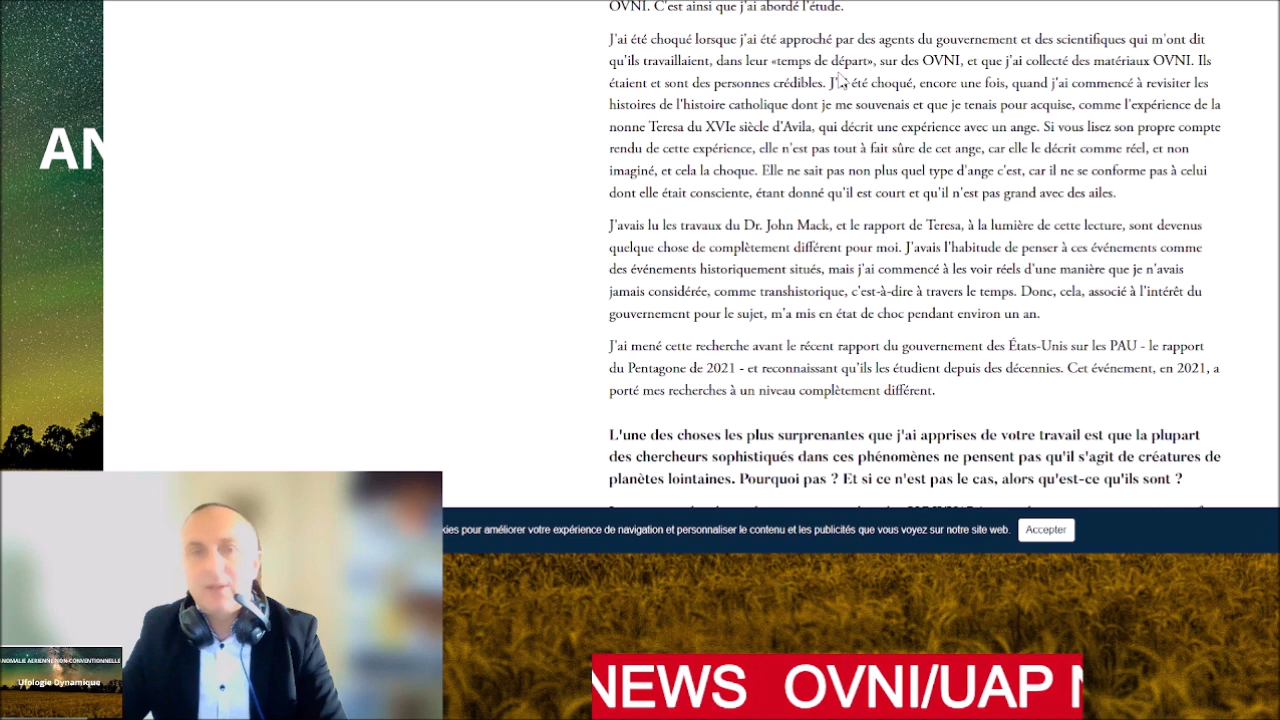 OVNI. C'est ainsi que j'ai abordé l'étude.
J'ai été choqué lorsque j'ai été approché par des agents du gouvernement et des scientifiques qui m'ont dit
qu'ils travaillaient, dans leur «temps de départ», sur des OVNI, et que j'ai collecté des matériaux OVNI. Ils
étaient et sont des personnes crédibles. J'ai été choqué, encore une fois, quand j'ai commencé à revisiter les
histoires de l'histoire catholique dont je me souvenais et que je tenais pour acquise, comme l'expérience de la
nonne Teresa du XVIe siècle d'Avila, qui décrit une expérience avec un ange. Si vous lisez son propre compte
rendu de cette expérience, elle n'est pas tout à fait sûre de cet ange, car elle le décrit comme réel, et non
imaginé, et cela la choque. Elle ne sait pas non plus quel type d'ange c'est, car il ne se conforme pas à celui
dont elle était consciente, étant donné qu'il est court et qu'il n'est pas grand avec des ailes.
J'avais lu les travaux du Dr. John Mack, et le rapport de Teresa, à la lumière de cette lecture, sont devenus
quelque chose de complètement différent pour moi. J'avais l'habitude de penser à ces événements comme
des événements historiquement situés, mais j'ai commencé à les voir réels d'une manière que je n'avais
jamais considérée, comme transhistorique, c'est-à-dire à travers le temps. Donc, cela, associé à l'intérêt du
gouvernement pour le sujet, m'a mis en état de choc pendant environ un an.
J'ai mené cette recherche avant le récent rapport du gouvernement des États-Unis sur les PAU - le rapport
du Pentagone de 2021 - et reconnaissant qu'ils les étudient depuis des décennies. Cet événement, en 2021, a
porté mes recherches à un niveau complètement différent.
L'une des choses les plus surprenantes que j'ai apprises de votre travail est que la plupart
des chercheurs sophistiqués dans ces phénomènes ne pensent pas qu'il s'agit de créatures de
planètes lointaines. Pourquoi pas ? Et si ce n'est pas le cas, alors qu'est-ce qu'ils sont ?
kies pour améliorer votre expérience de navigation et personnaliser le contenu et les publicités que vous voyez sur notre site web. Accepter
AN
NOMALIE AERIENNE NON-CONVENTIONNELLE
Ufologie Dynamique
NEWS OVNI/UAP N